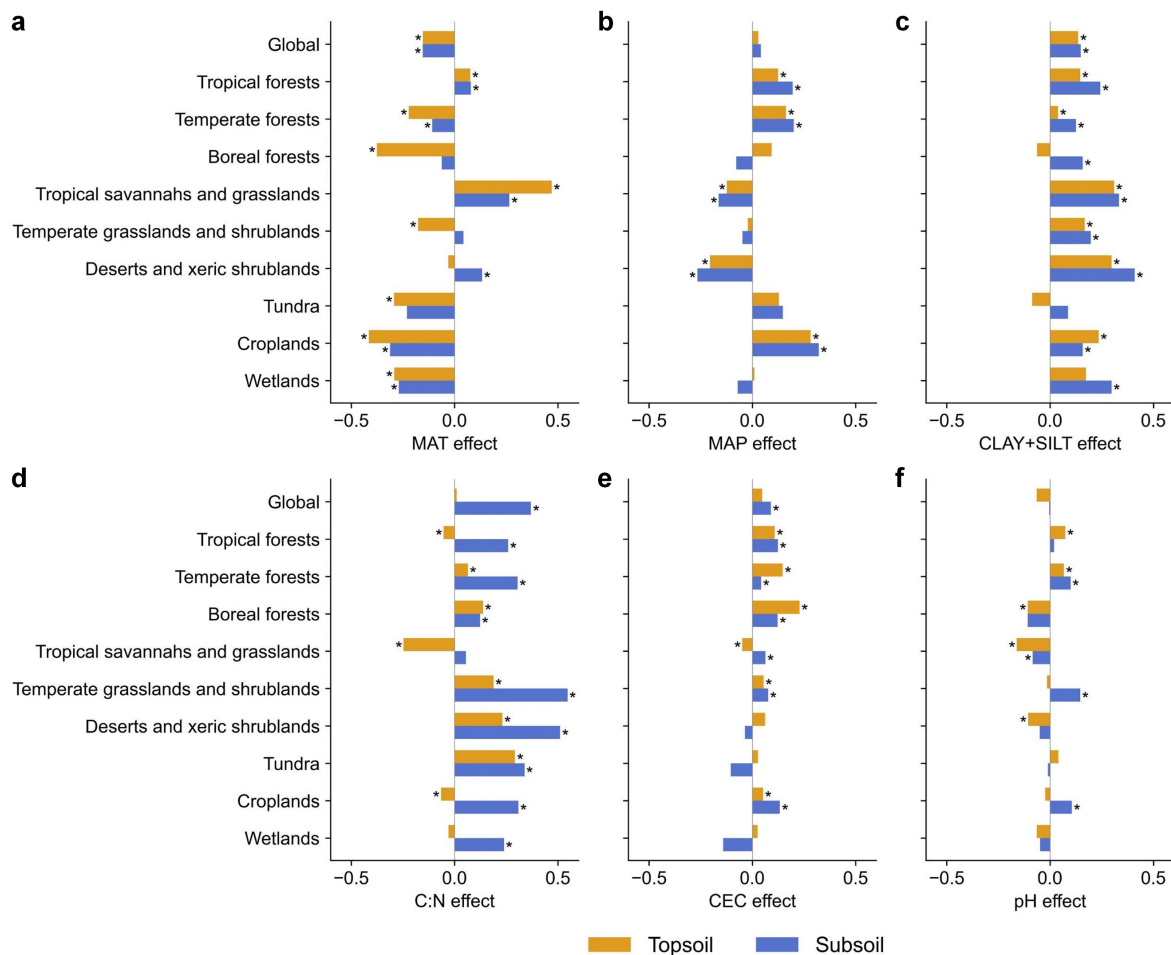 a
b
c
Global
Tropical forests
Temperate forests
Boreal forests
Tropical savannahs and grasslands
Temperate grasslands and shrublands
Deserts and xeric shrublands
Tundra
Croplands
Wetlands
−0.5 0.0 0.5
MAT effect
−0.5 0.0 0.5
MAP effect
−0.5 0.0 0.5
CLAY+SILT effect
d
e
f
Global
Tropical forests
Temperate forests
Boreal forests
Tropical savannahs and grasslands
Temperate grasslands and shrublands
Deserts and xeric shrublands
Tundra
Croplands
Wetlands
−0.5 0.0 0.5
C:N effect
−0.5 0.0 0.5
CEC effect
−0.5 0.0 0.5
pH effect
Topsoil
Subsoil